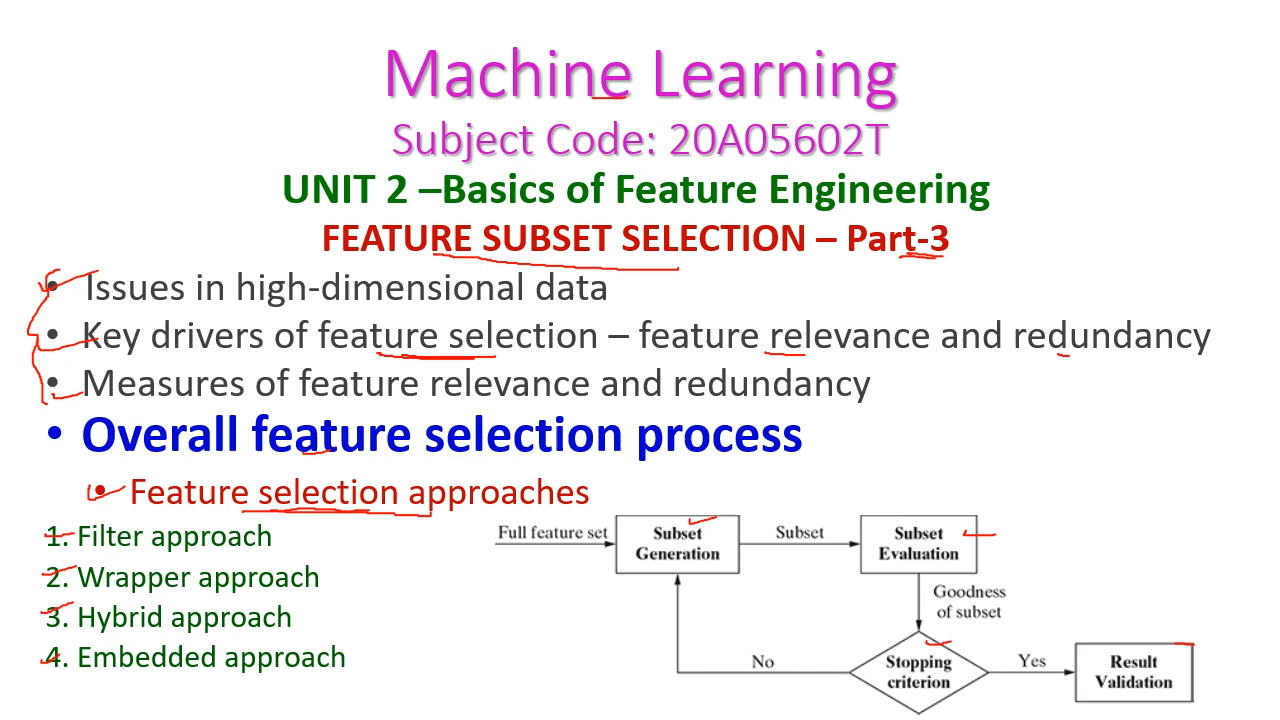 Machine Learning
Subject Code: 20A05602T
UNIT 2 –Basics of Feature Engineering
FEATURE SUBSET SELECTION – Part-3
• Issues in high-dimensional data
• Key drivers of feature selection – feature relevance and redundancy
• Measures of feature relevance and redundancy
• Overall feature selection process
• Feature selection approaches
1. Filter approach
2. Wrapper approach
3. Hybrid approach
4. Embedded approach
Full feature set
Subset
Generation
Subset
Subset
Evaluation
Goodness
of subset
Stopping
criterion
No
Yes
Result
Validation